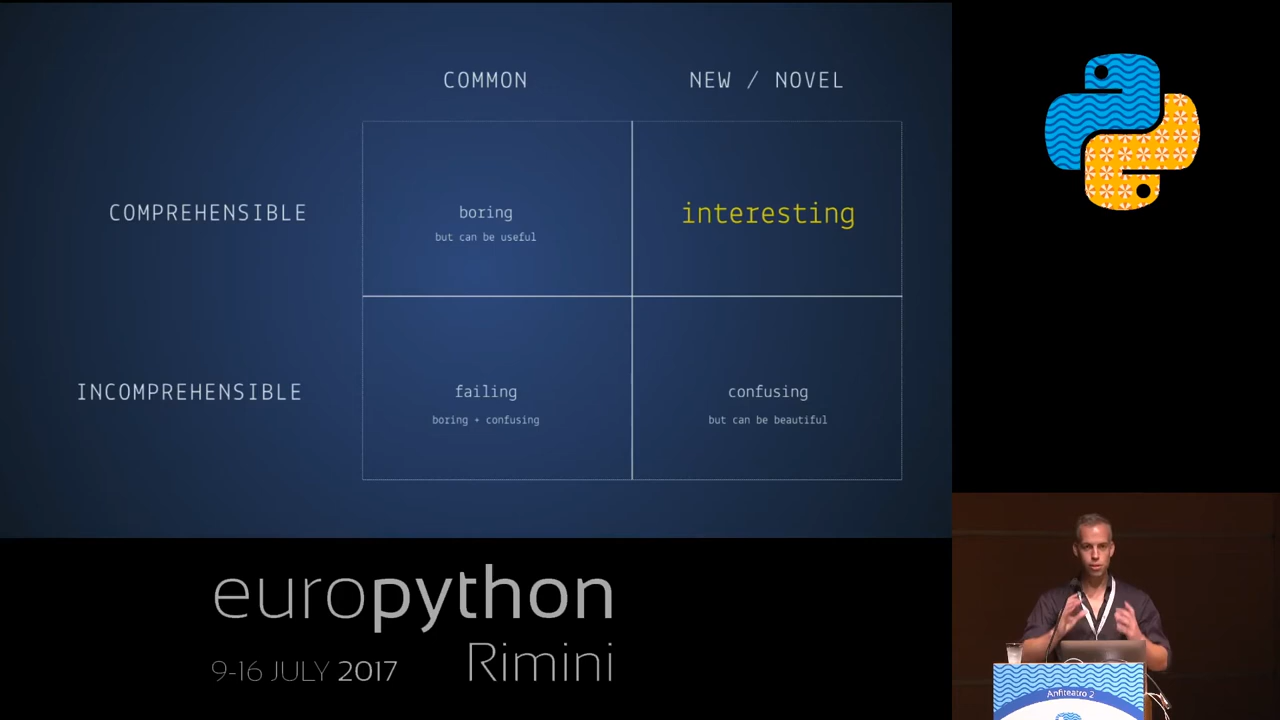 COMMON NEW / NOVEL
COMPREHENSIBLE
boring
but can be useful
interesting
INCOMPREHENSIBLE
failing
boring + confusing
confusing
but can be beautiful
europython
9-16 JULY 2017 Rimini
Anfiteatro 2